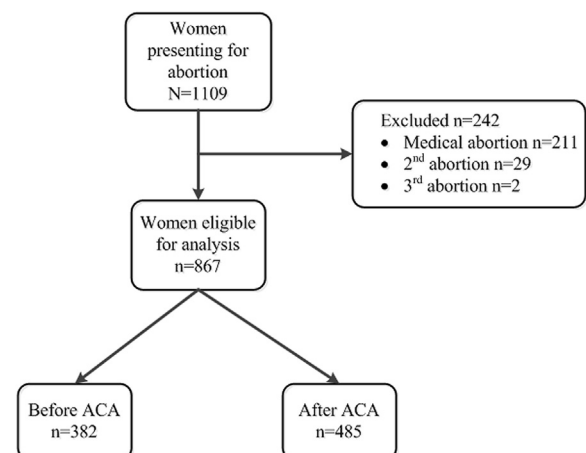 Women
presenting for
abortion
N=1109
Excluded n=242
• Medical abortion n=211
• 2nd abortion n=29
• 3rd abortion n=2
Women eligible
for analysis
n=867
Before ACA
n=382
After ACA
n=485